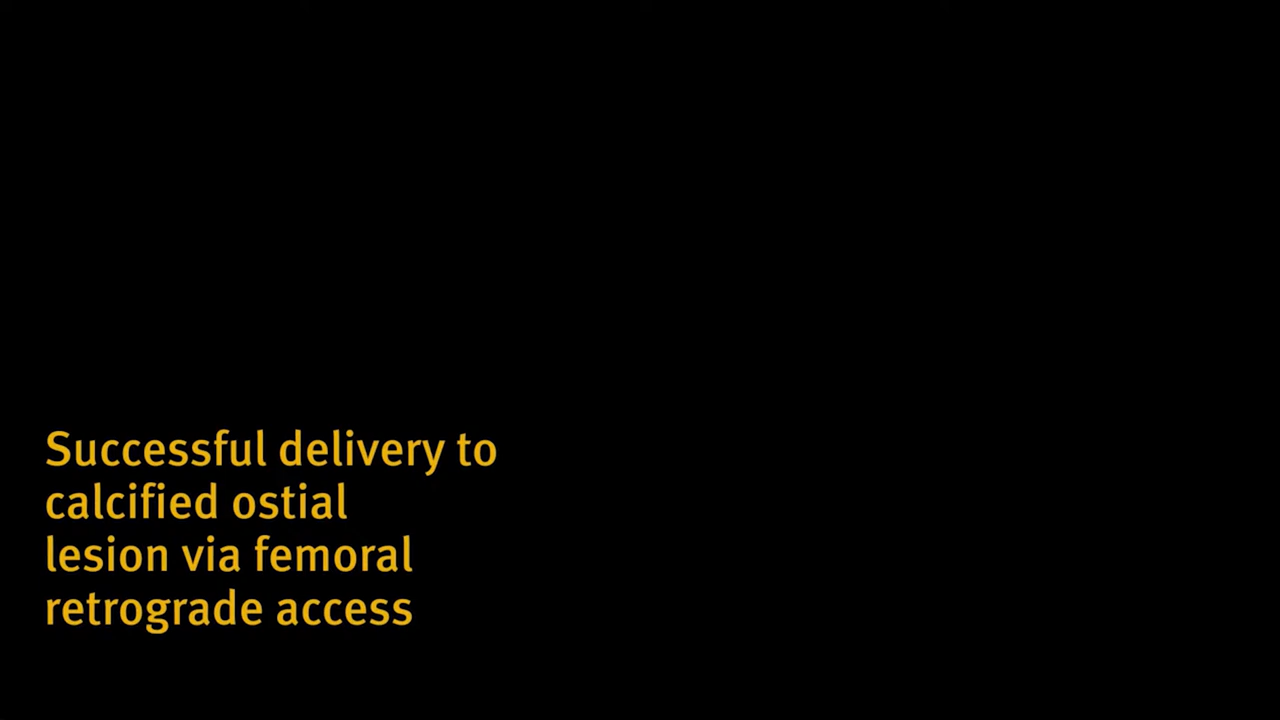 Successful delivery to
calcified ostial
lesion via femoral
retrograde access